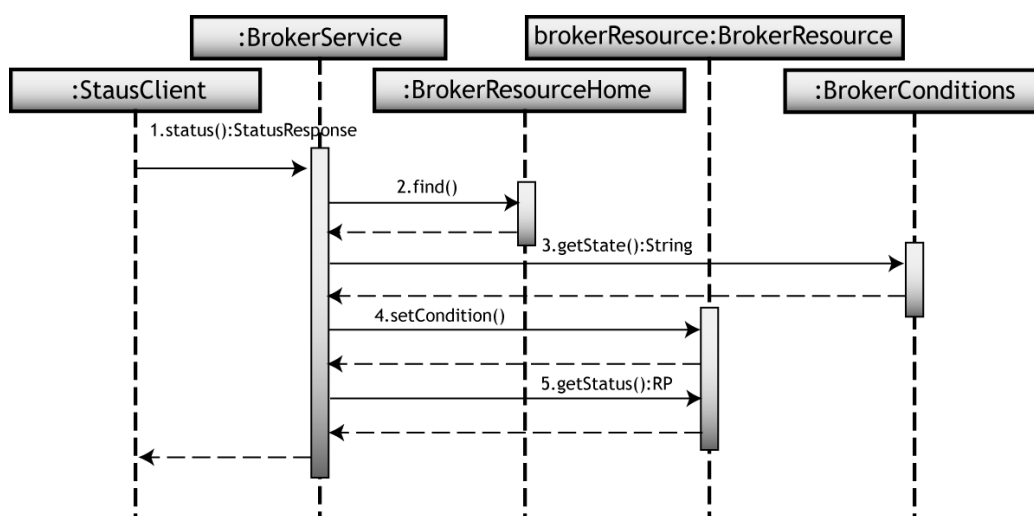 :BrokerService
brokerResource:BrokerResource
:StausClient
:BrokerResourceHome
:BrokerConditions
1.status():StatusResponse
2.find()
3.getState():String
4.setCondition()
5.getStatus():RP